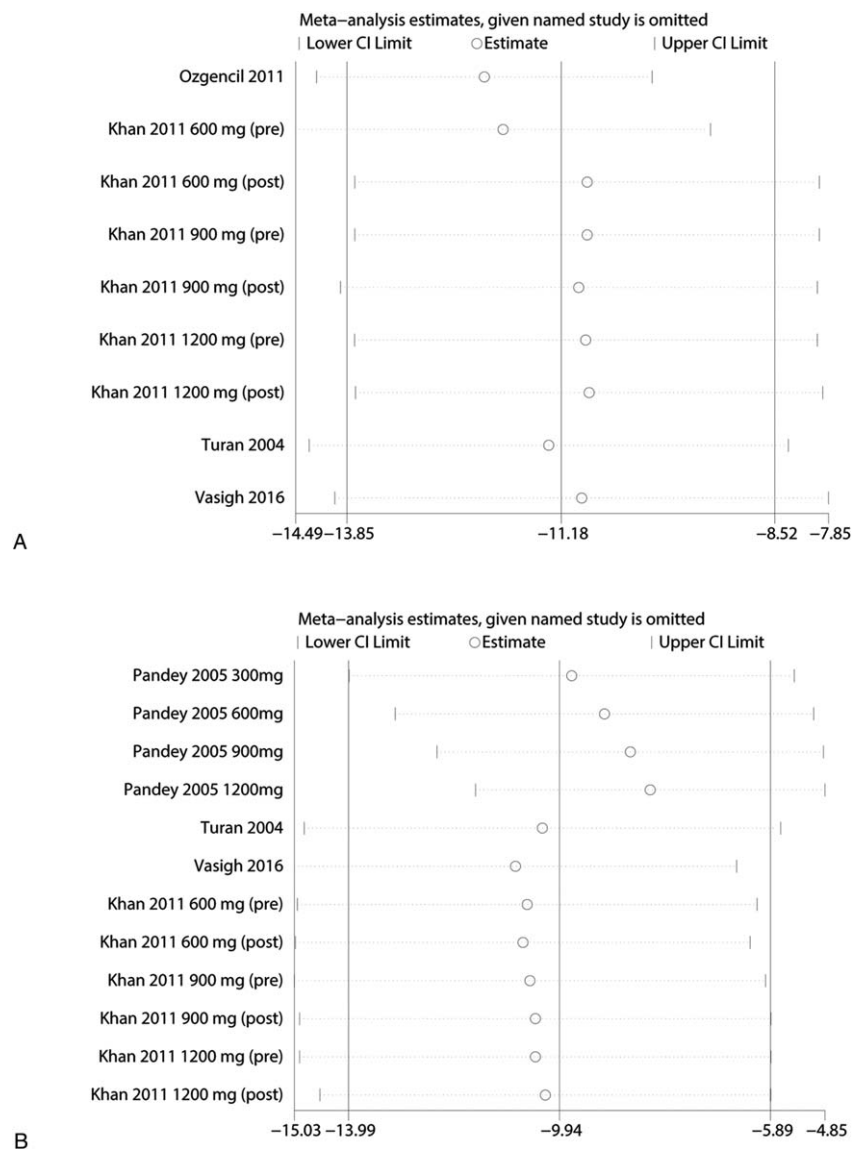 Meta−analysis estimates, given named study is omitted
Lower CI Limit Estimate Upper CI Limit
Ozgencil 2011
Khan 2011 600 mg (pre)
Khan 2011 600 mg (post)
Khan 2011 900 mg (pre)
Khan 2011 900 mg (post)
Khan 2011 1200 mg (pre)
Khan 2011 1200 mg (post)
Turan 2004
Vasigh 2016
−14.49 −13.85 −11.18 −8.52 −7.85
A
Meta−analysis estimates, given named study is omitted
Lower CI Limit Estimate Upper CI Limit
Pandey 2005 300mg
Pandey 2005 600mg
Pandey 2005 900mg
Pandey 2005 1200mg
Turan 2004
Vasigh 2016
Khan 2011 600 mg (pre)
Khan 2011 600 mg (post)
Khan 2011 900 mg (pre)
Khan 2011 900 mg (post)
Khan 2011 1200 mg (pre)
Khan 2011 1200 mg (post)
−15.03 −13.99 −9.94 −5.89 −4.85
B